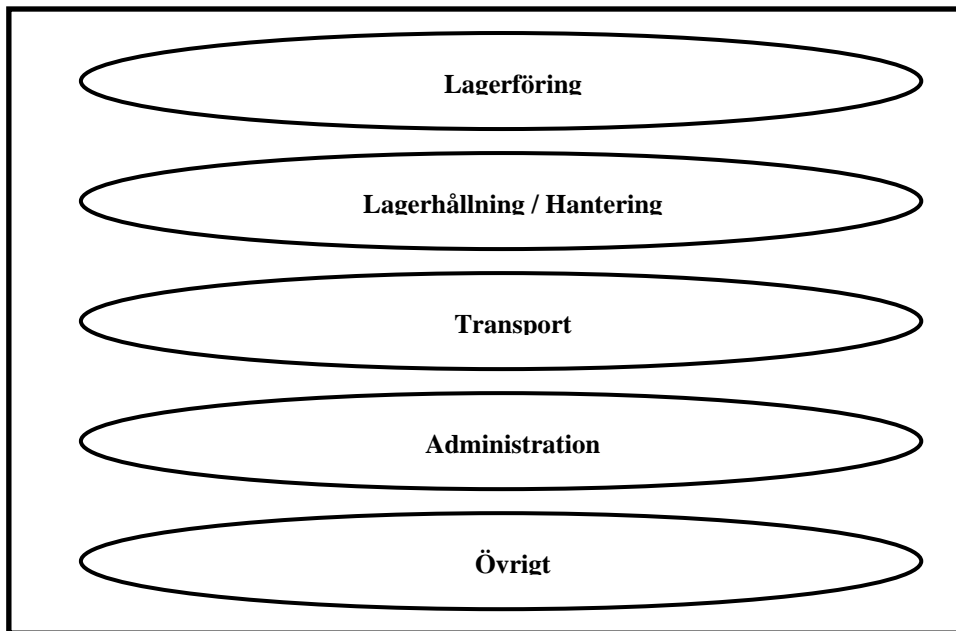 Lagerföring
Lagerhållning / Hantering
Transport
Administration
Övrigt